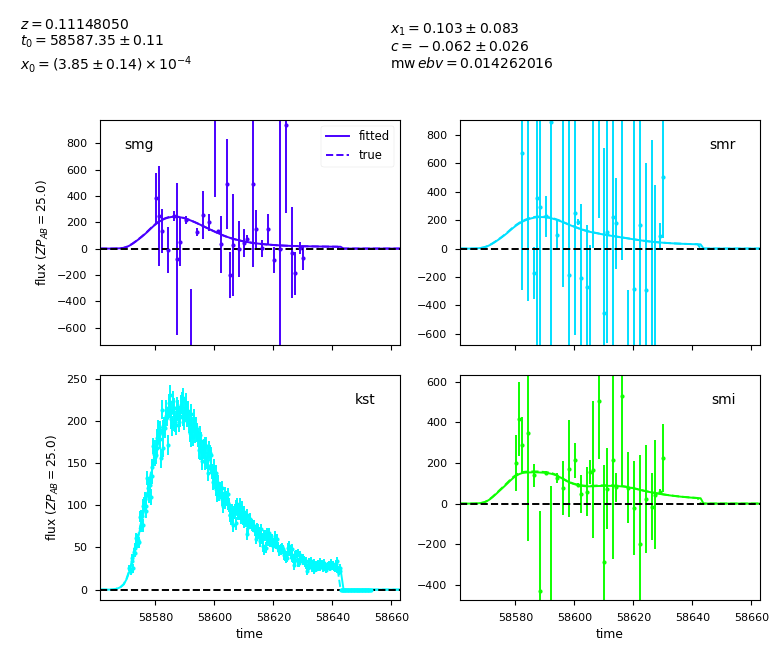 z = 0.11148050
t0 = 58587.35 ± 0.11
x0 = (3.85 ± 0.14) × 10^−4
x1 = 0.103 ± 0.083
c = −0.062 ± 0.026
mw ebv = 0.014262016
smg
fitted
true
800
600
400
200
0
−200
−400
−600
flux (ZP_AB = 25.0)
smr
800
600
400
200
0
−200
−400
−600
kst
250
200
150
100
50
0
flux (ZP_AB = 25.0)
58580 58600 58620 58640 58660
time
smi
600
400
200
0
−200
−400
58580 58600 58620 58640 58660
time